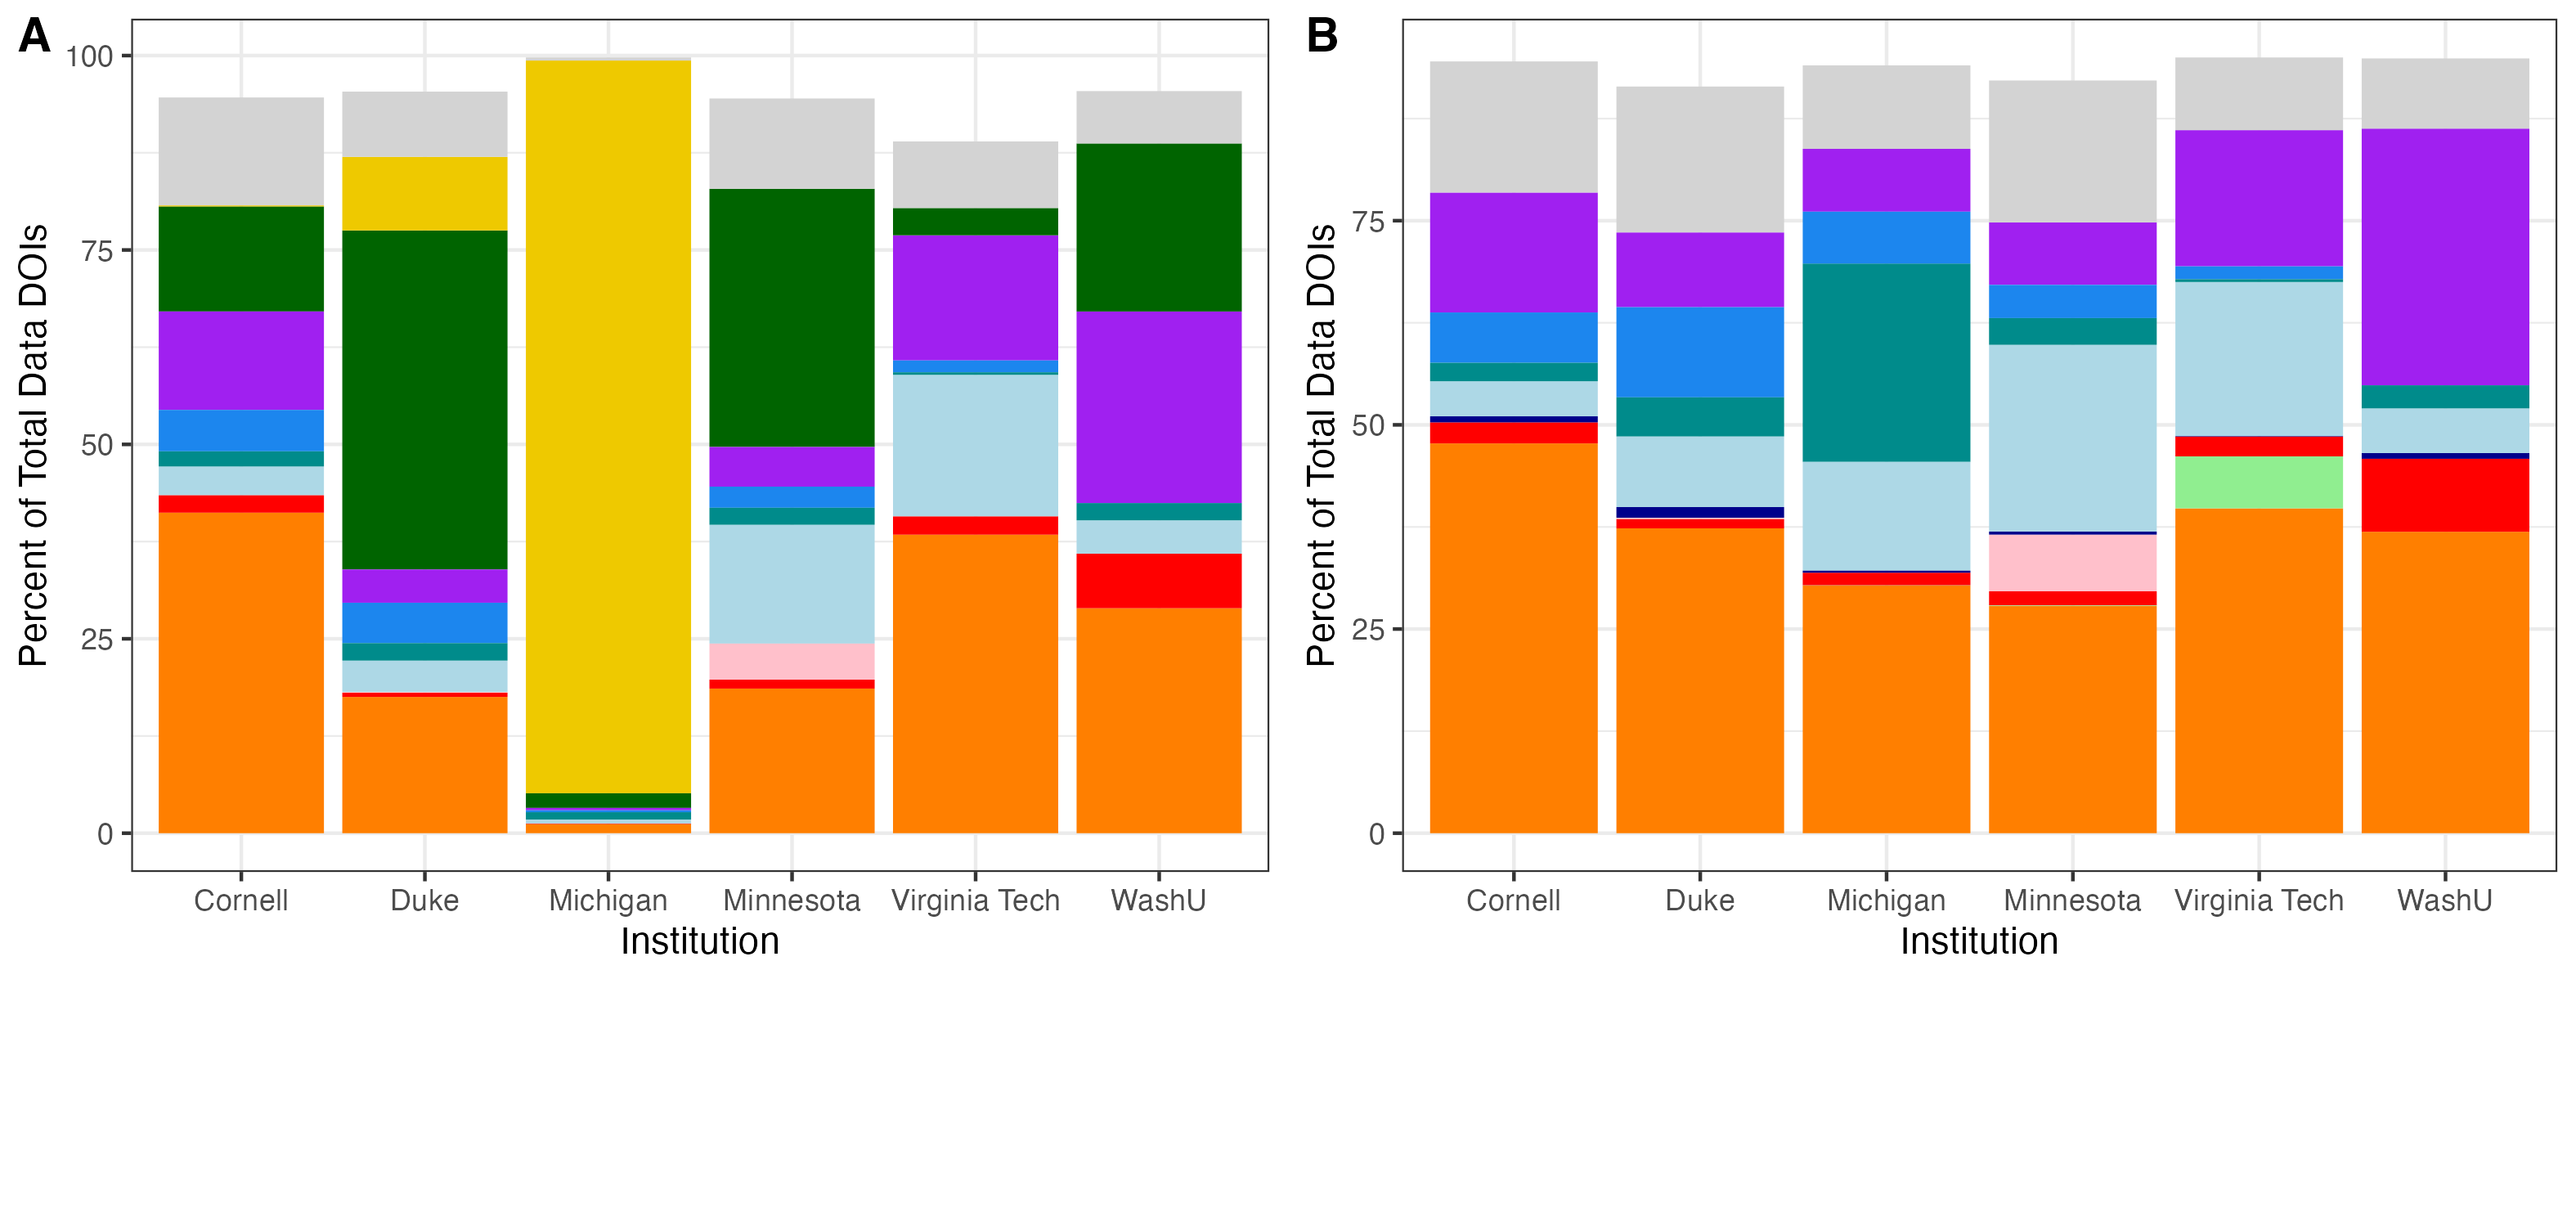 A
Percent of Total Data DOIs
100
75
50
25
0
Cornell Duke Michigan Minnesota Virginia Tech WashU
Institution
B
Percent of Total Data DOIs
75
50
25
0
Cornell Duke Michigan Minnesota Virginia Tech WashU
Institution